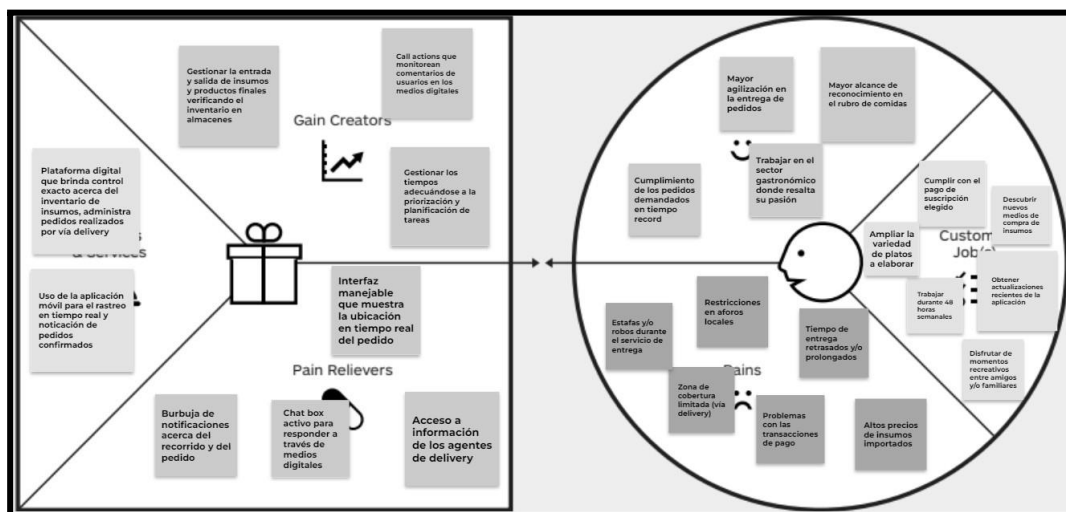 Gestionar la entrada
y salida de insumos
y productos finales
verificando el
inventario en
almacenes
Call actions que
monitorean
comentarios de
usuarios en los
medios digitales
Gain Creators
Gestionar los
tiempos
adecuándose a la
priorización y
planificación de
tareas
Plataforma digital
que brinda control
exacto acerca del
inventario de
insumos, administra
pedidos realizados
por vía delivery
& Services
Uso de la aplicación
móvil para el rastreo
en tiempo real y
noticación de
pedidos
confirmados
Interfaz
manejable
que muestra
la ubicación
en tiempo real
del pedido
Pain Relievers
Burbuja de
notificaciones
acerca del
recorrido y del
pedido
Chat box
activo para
responder a
través de
medios
digitales
Acceso a
información
de los agentes
de delivery
Mayor
agilización en
la entrega de
pedidos
Mayor alcance de
reconocimiento en
el rubro de comidas
Cumplimiento
de los pedidos
demandados
en tiempo
record
Trabajar en el
sector
gastronómico
donde resalta
su pasión
Cumplir con el
pago de
suscripción
elegido
Descubrir
nuevos
medios de
compra de
insumos
Ampliar la
variedad
de platos
a elaborar
Custome
Job(s)
Trabajar
durante 48
horas
semanales
Obtener
actualizaciones
recientes de la
aplicación
Disfrutar de
momentos
recreativos
entre amigos
y/o familiares
Restricciones
en aforos
locales
Estafas y/o
robos durante
el servicio de
entrega
Tiempo de
entrega
retrasados y/o
prolongados
Pains
Zona de
cobertura
limitada (vía
delivery)
Problemas
con las
transacciones
de pago
Altos precios
de insumos
importados